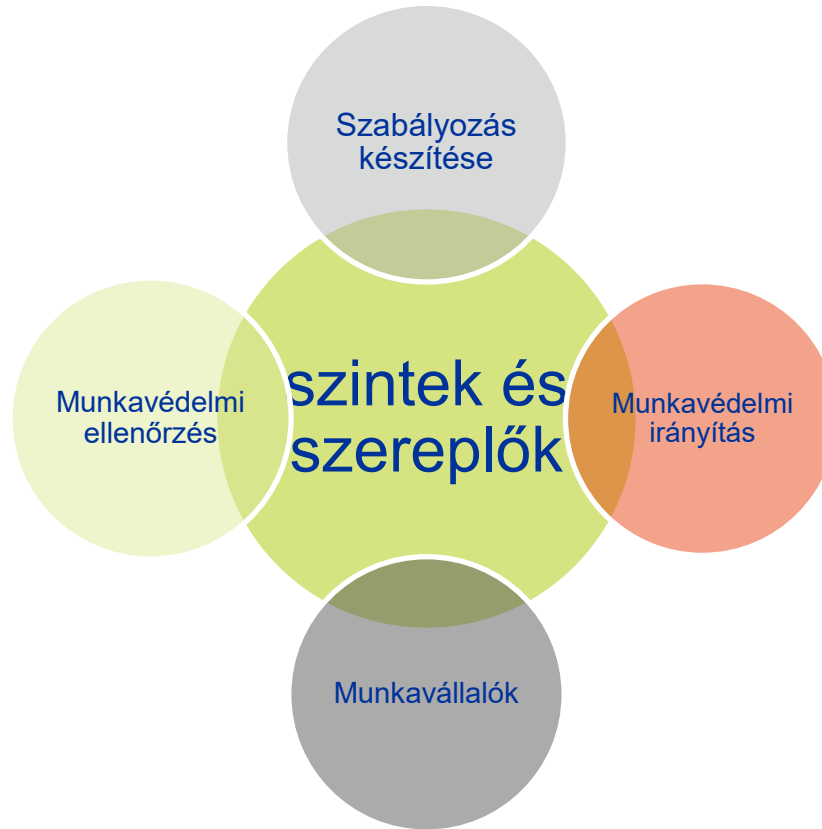 Szabályozás
készítése
Munkavédelmi
ellenőrzés
szintek és
szereplők
Munkavédelmi
irányítás
Munkavállalók